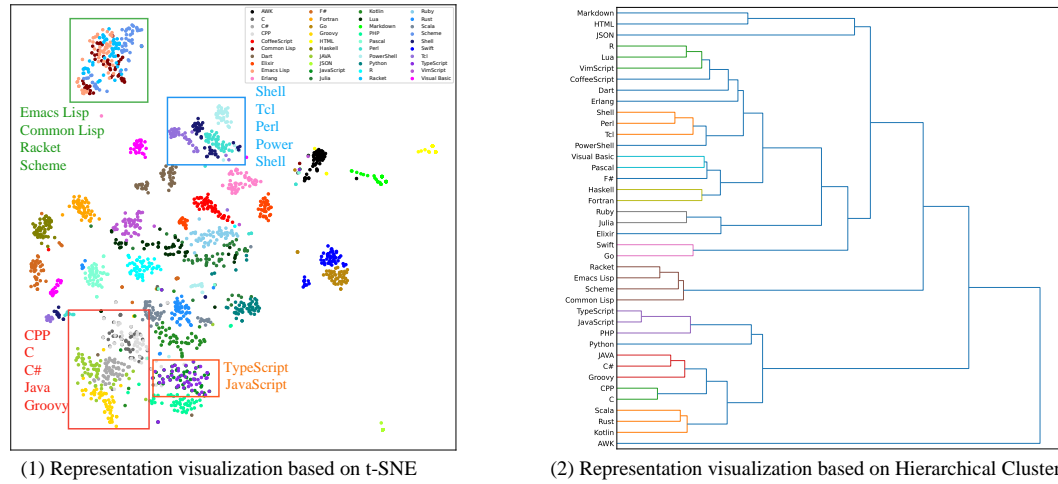 AWK
C
C#
CPP
CoffeeScript
Common Lisp
Dart
Elixir
Emacs Lisp
Erlang
F#
Fortran
Go
Groovy
HTML
Haskell
JAVA
JSON
JavaScript
Julia
Kotlin
Lua
Markdown
PHP
Pascal
Perl
PowerShell
Python
R
Racket
Ruby
Rust
Scala
Scheme
Shell
Swift
Tcl
TypeScript
VimScript
Visual Basic
Emacs Lisp
Common Lisp
Racket
Scheme
Shell
Tcl
Perl
Power
Shell
CPP
C
C#
Java
Groovy
TypeScript
JavaScript
(1) Representation visualization based on t-SNE
Markdown
HTML
JSON
R
Lua
VimScript
CoffeeScript
Dart
Erlang
Shell
Perl
Tcl
PowerShell
Visual Basic
Pascal
F#
Haskell
Fortran
Ruby
Julia
Elixir
Swift
Go
Racket
Emacs Lisp
Scheme
Common Lisp
TypeScript
JavaScript
PHP
Python
JAVA
C#
Groovy
CPP
C
Scala
Rust
Kotlin
AWK
(2) Representation visualization based on Hierarchical Cluster